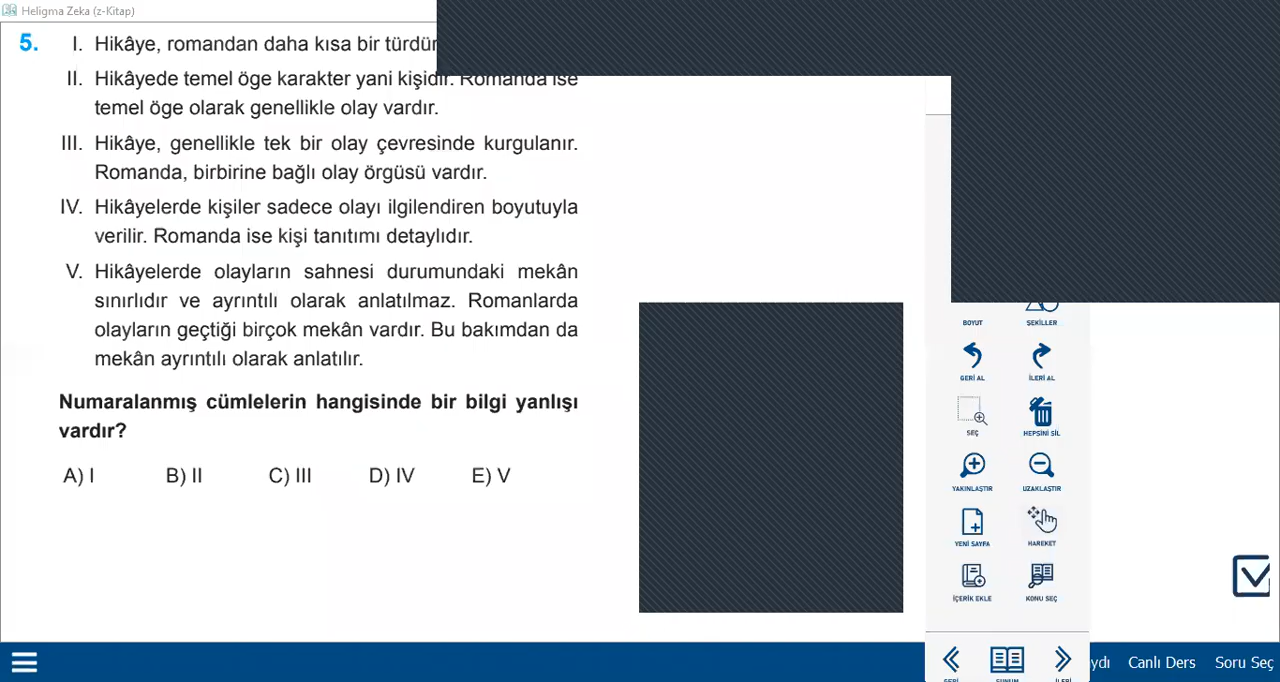 Heligma Zeka (z-Kitap)
5. I. Hikâye, romandan daha kısa bir türdür
II. Hikâyede temel öge karakter yani kişidir. Romanda ise
temel öge olarak genellikle olay vardır.
III. Hikâye, genellikle tek bir olay çevresinde kurgulanır.
Romanda, birbirine bağlı olay örgüsü vardır.
IV. Hikâyelerde kişiler sadece olayı ilgilendiren boyutuyla
verilir. Romanda ise kişi tanıtımı detaylıdır.
V. Hikâyelerde olayların sahnesi durumundaki mekân
sınırlıdır ve ayrıntılı olarak anlatılmaz. Romanlarda
olayların geçtiği birçok mekân vardır. Bu bakımdan da
mekân ayrıntılı olarak anlatılır.
Numaralanmış cümlelerin hangisinde bir bilgi yanlışı
vardır?
A) I B) II C) III D) IV E) V
BOYUT ŞEKİLLER
GERİ AL İLERİ AL
SEÇ HEPSİNİ SİL
YAKINLAŞTIR UZAKLAŞTIR
YENİ SAYFA HAREKET
İÇERİK EKLE KONU SEÇ
GERİ SUNUM İLERİ
Canlı Ders Soru Seç